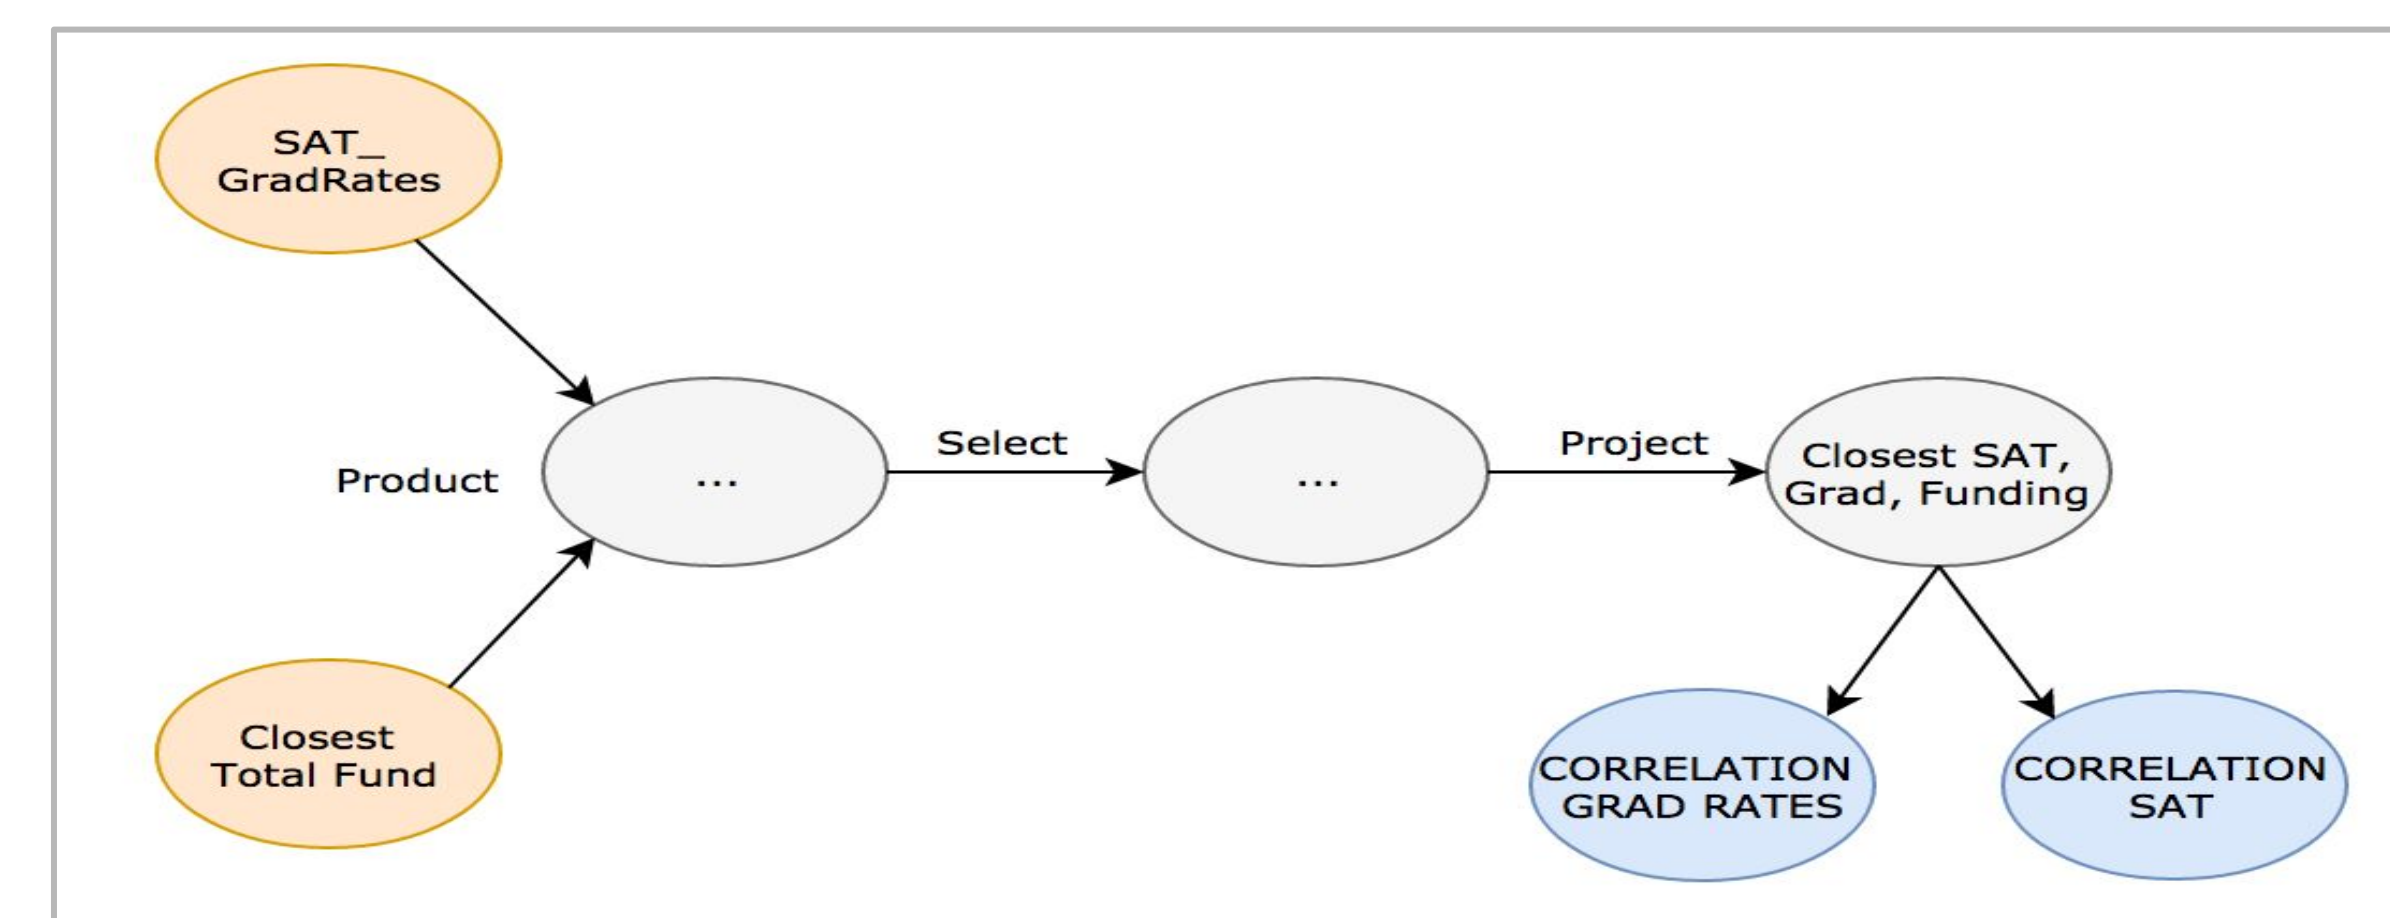 SAT_
GradRates
Product
...
Select
...
Project
Closest SAT,
Grad, Funding
Closest
Total Fund
CORRELATION
GRAD RATES
CORRELATION
SAT